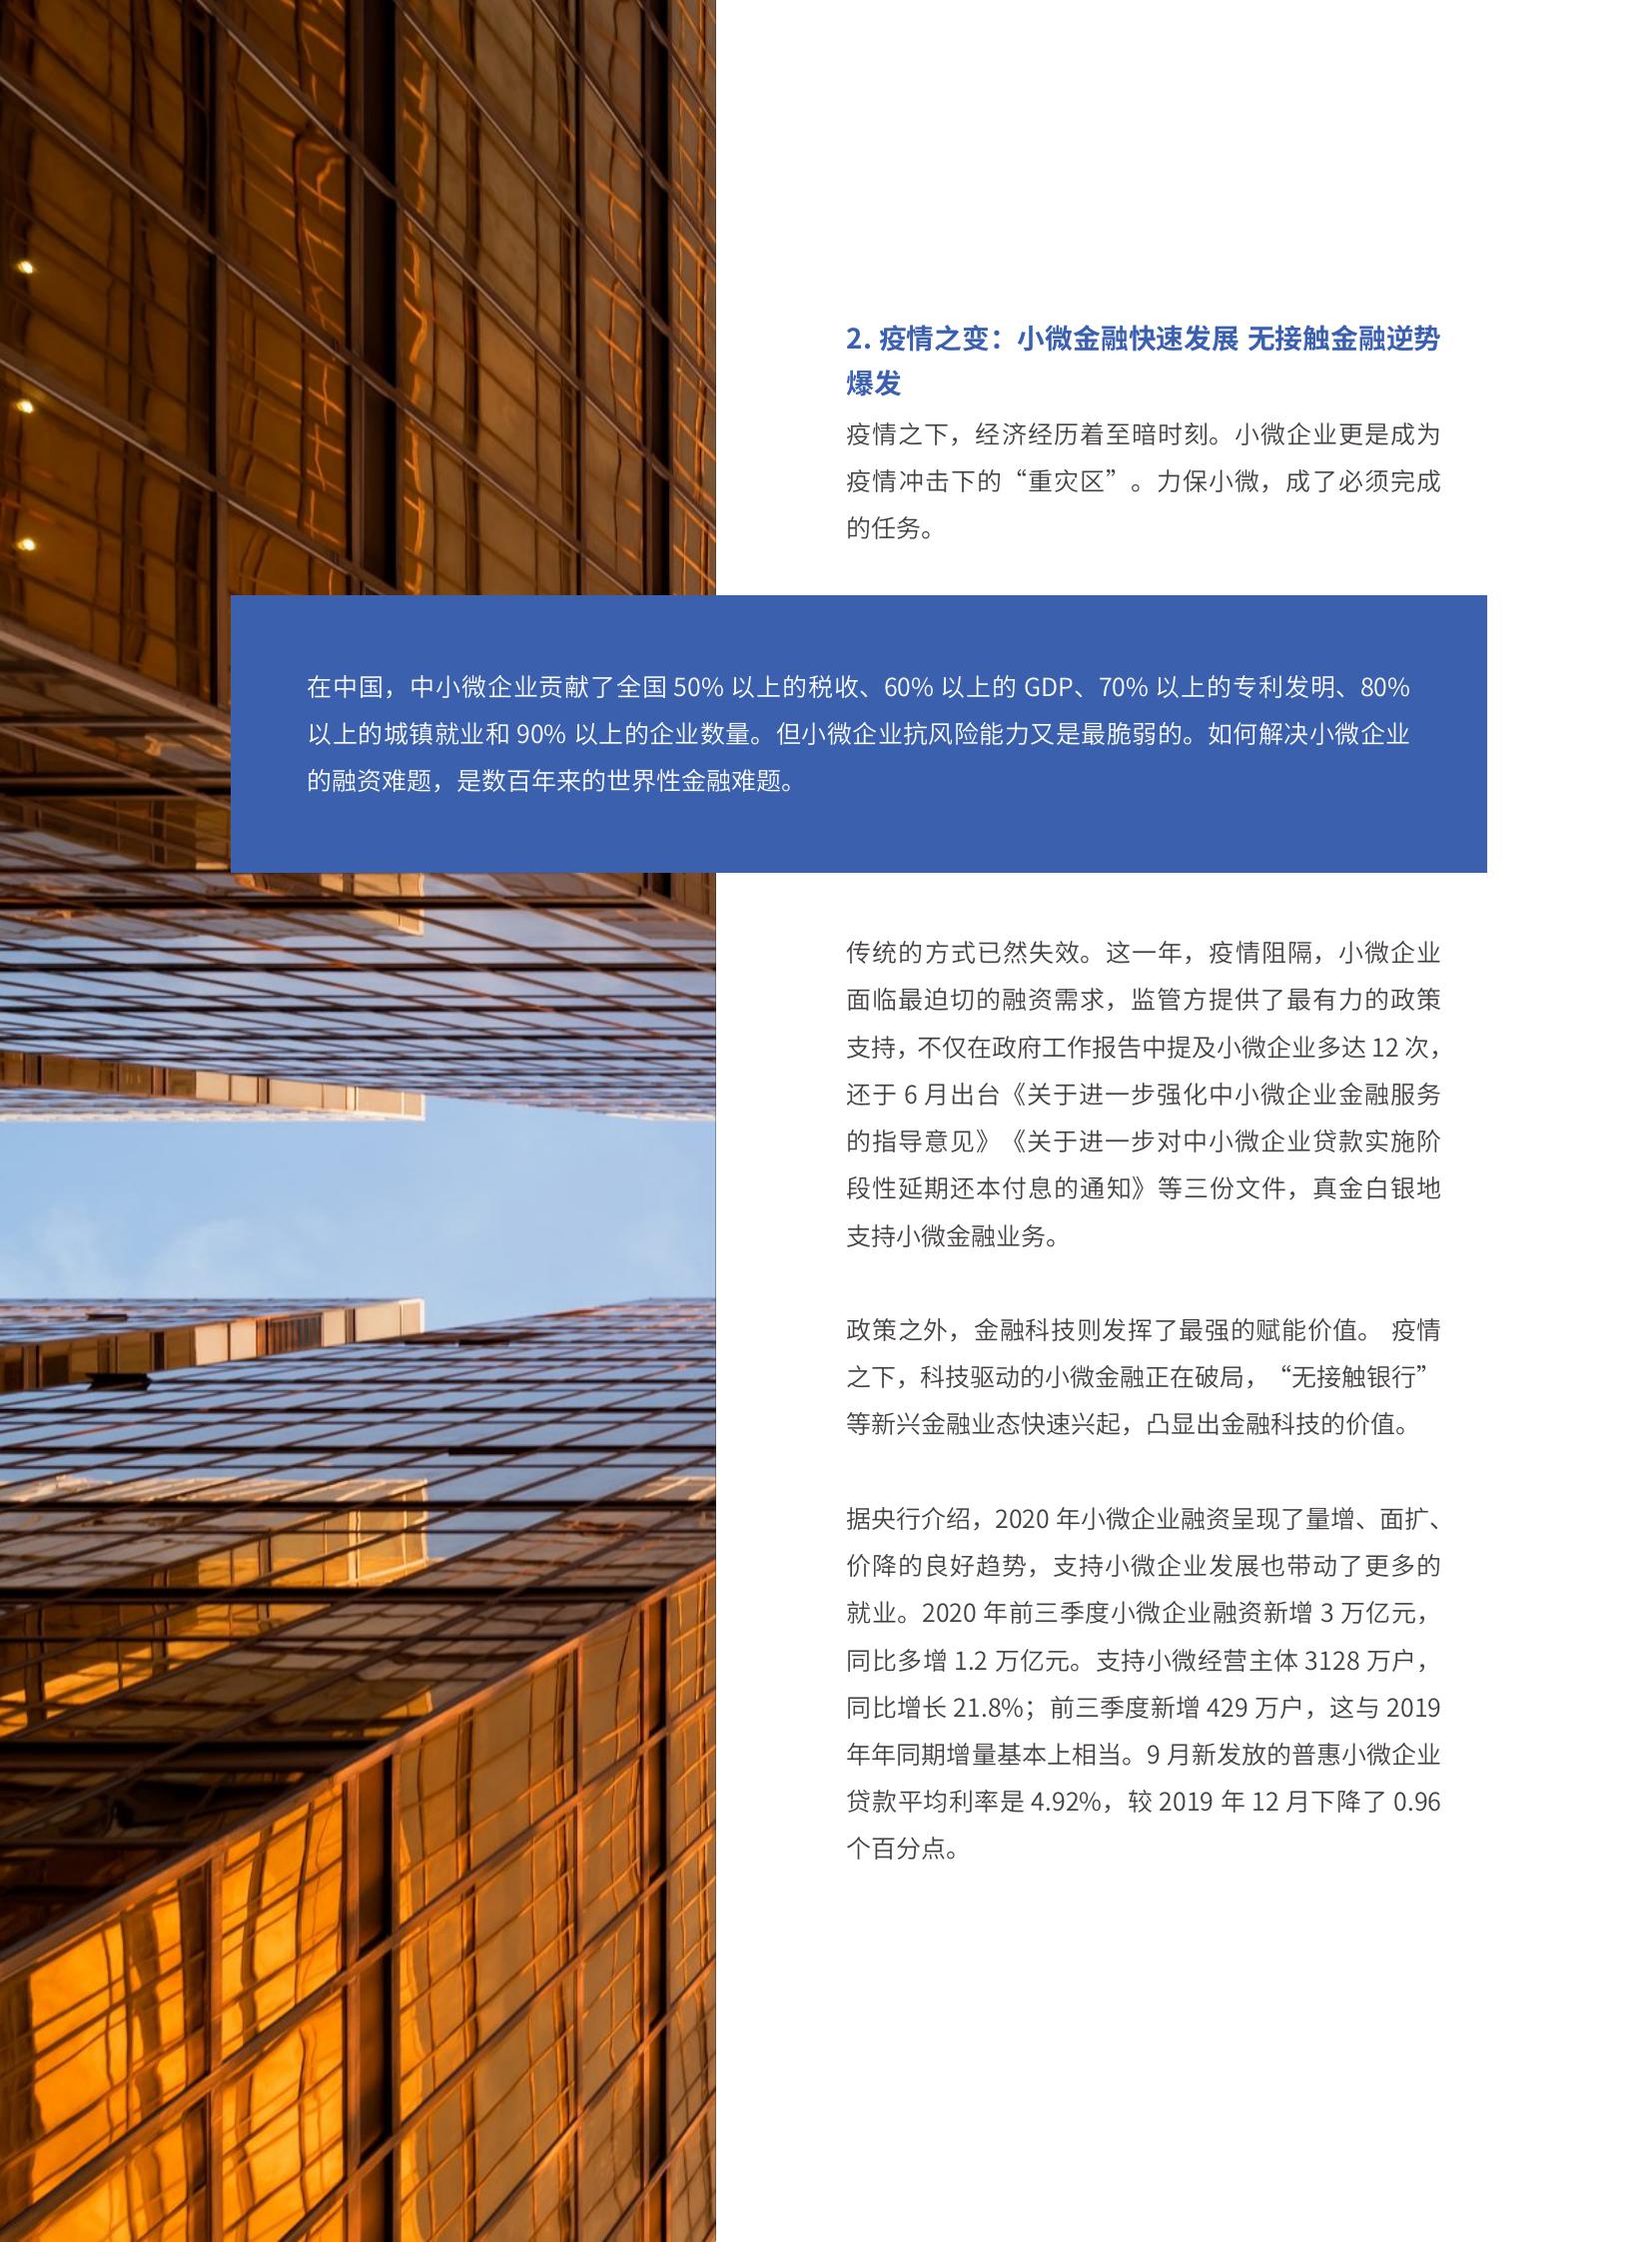 2. 疫情之变：小微金融快速发展 无接触金融逆势
爆发
疫情之下，经济经历着至暗时刻。小微企业更是成为
疫情冲击下的“重灾区”。力保小微，成了必须完成
的任务。
在中国，中小微企业贡献了全国 50% 以上的税收、60% 以上的 GDP、70% 以上的专利发明、80%
以上的城镇就业和 90% 以上的企业数量。但小微企业抗风险能力又是最脆弱的。如何解决小微企业
的融资难题，是数百年来的世界性金融难题。
传统的方式已然失效。这一年，疫情阻隔，小微企业
面临最迫切的融资需求，监管方提供了最有力的政策
支持，不仅在政府工作报告中提及小微企业多达 12 次，
还于 6 月出台《关于进一步强化中小微企业金融服务
的指导意见》《关于进一步对中小微企业贷款实施阶
段性延期还本付息的通知》等三份文件，真金白银地
支持小微金融业务。
政策之外，金融科技则发挥了最强的赋能价值。 疫情
之下，科技驱动的小微金融正在破局，“无接触银行”
等新兴金融业态快速兴起，凸显出金融科技的价值。
据央行介绍，2020 年小微企业融资呈现了量增、面扩、
价降的良好趋势，支持小微企业发展也带动了更多的
就业。2020 年前三季度小微企业融资新增 3 万亿元，
同比多增 1.2 万亿元。支持小微经营主体 3128 万户，
同比增长 21.8%；前三季度新增 429 万户，这与 2019
年年同期增量基本上相当。9 月新发放的普惠小微企业
贷款平均利率是 4.92%，较 2019 年 12 月下降了 0.96
个百分点。